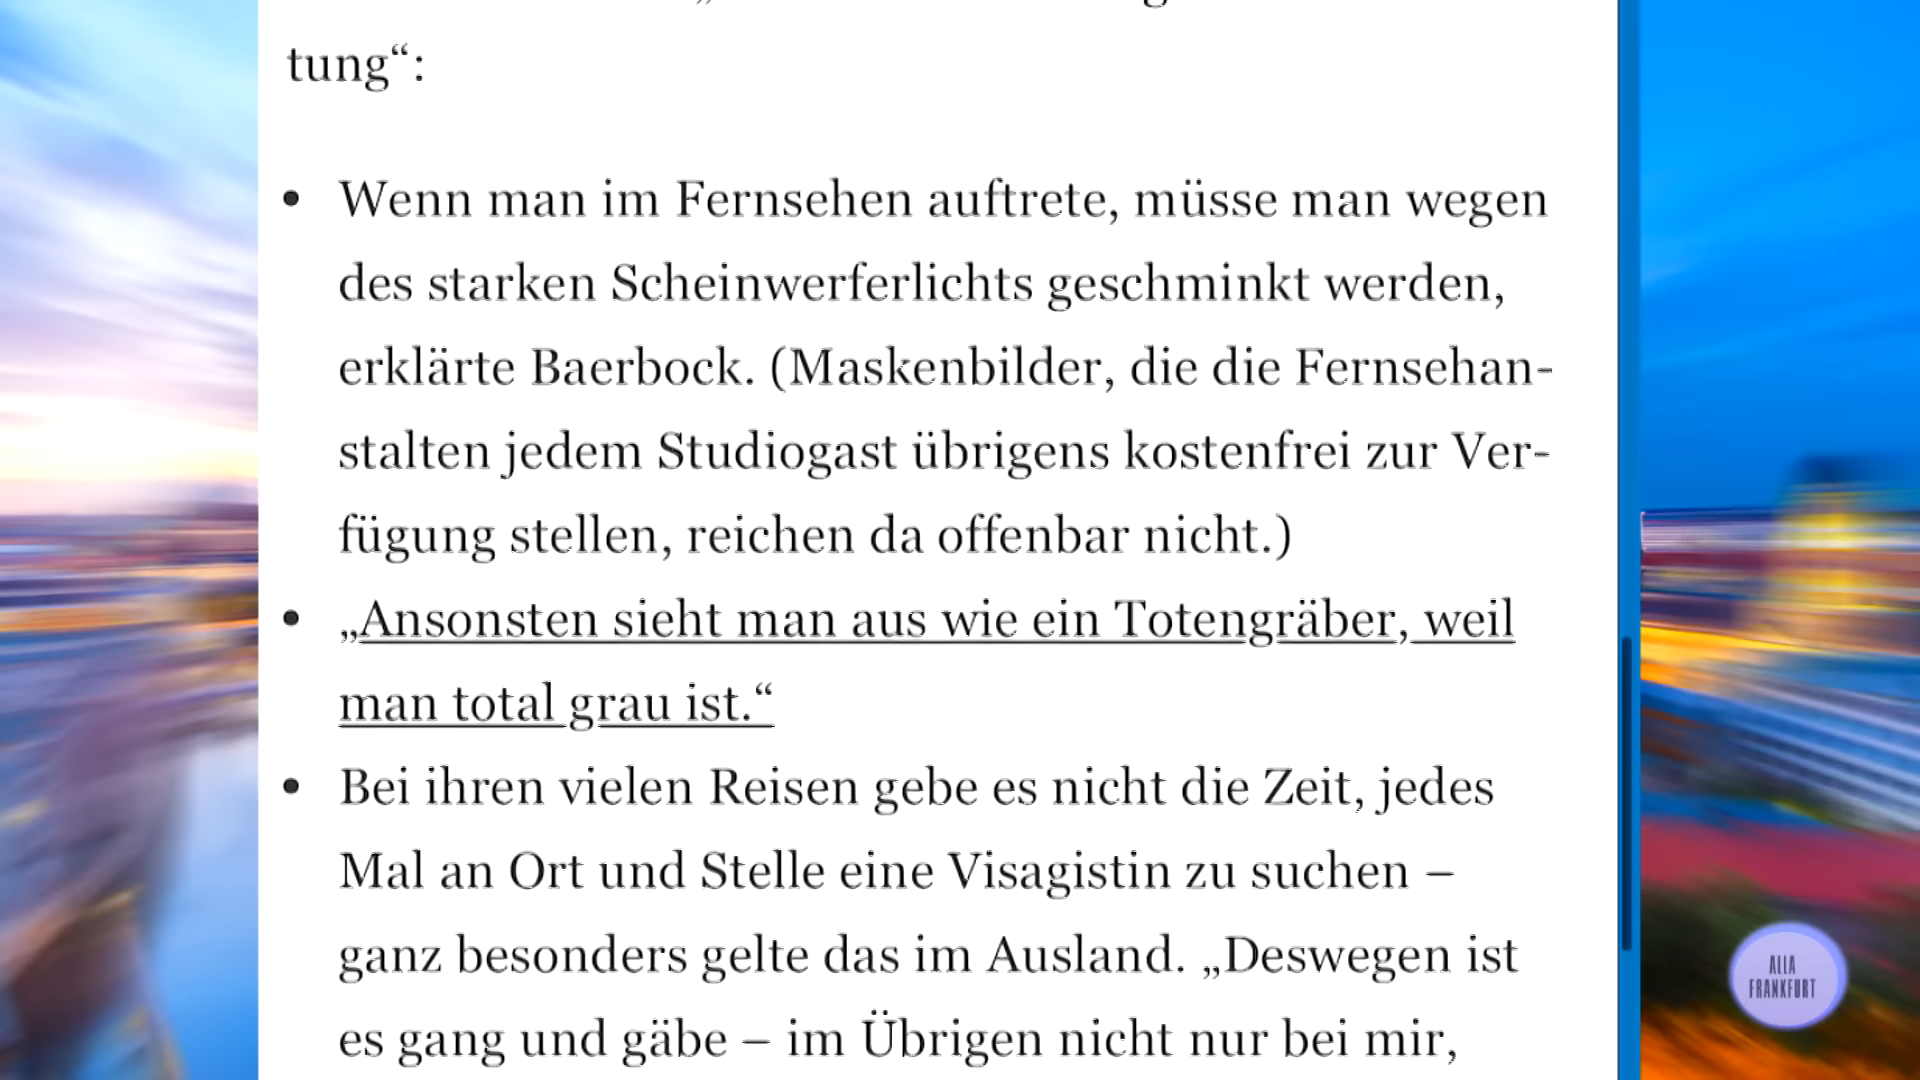 tung“:
• Wenn man im Fernsehen auftrete, müsse man wegen
des starken Scheinwerferlichts geschminkt werden,
erklärte Baerbock. (Maskenbilder, die die Fernsehan-
stalten jedem Studiogast übrigens kostenfrei zur Ver-
fügung stellen, reichen da offenbar nicht.)
• „Ansonsten sieht man aus wie ein Totengräber, weil
man total grau ist.“
• Bei ihren vielen Reisen gebe es nicht die Zeit, jedes
Mal an Ort und Stelle eine Visagistin zu suchen –
ganz besonders gelte das im Ausland. „Deswegen ist
es gang und gäbe – im Übrigen nicht nur bei mir,
ALLA
FRANKFURT